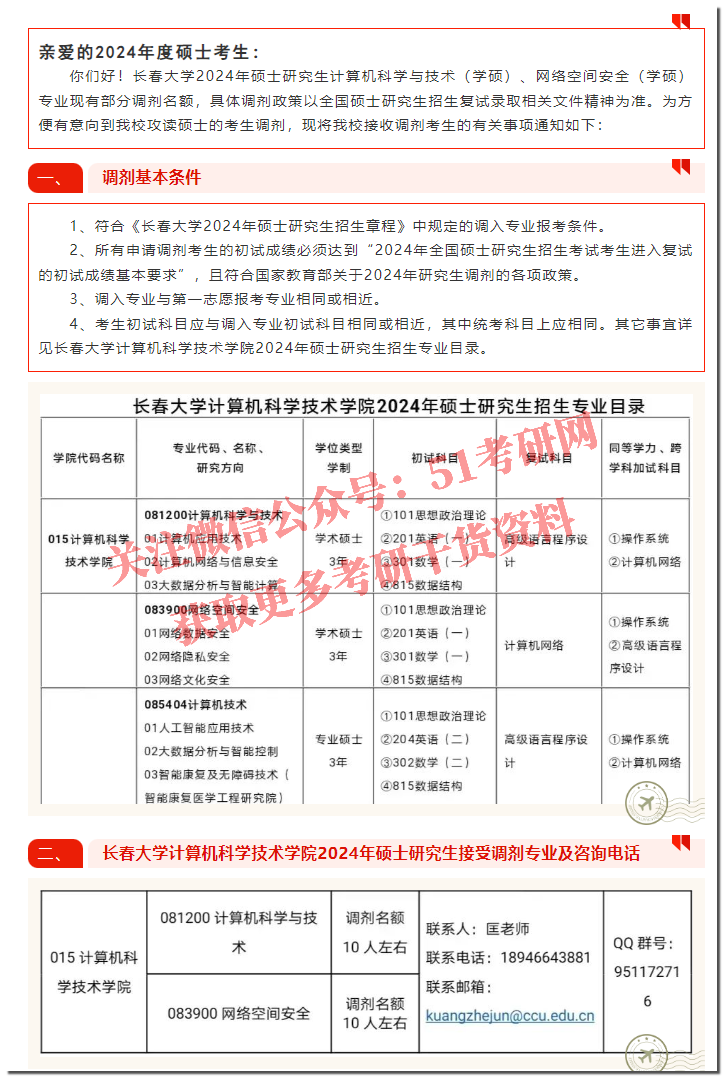 亲爱的2024年度硕士考生：
你们好！长春大学2024年硕士研究生计算机科学与技术（学硕）、网络空间安全（学硕）
专业现有部分调剂名额，具体调剂政策以全国硕士研究生招生复试录取相关文件精神为准。为方
便有意向到我校攻读硕士的考生调剂，现将我校接收调剂考生的有关事项通知如下：
一、 调剂基本条件
1、符合《长春大学2024年硕士研究生招生章程》中规定的调入专业报考条件。
2、所有申请调剂考生的初试成绩必须达到“2024年全国硕士研究生招生考试考生进入复试
的初试成绩基本要求”，且符合国家教育部关于2024年研究生调剂的各项政策。
3、调入专业与第一志愿报考专业相同或相近。
4、考生初试科目应与调入专业初试科目相同或相近，其中统考科目上应相同。其它事宜详
见长春大学计算机科学技术学院2024年硕士研究生招生专业目录。
长春大学计算机科学技术学院2024年硕士研究生招生专业目录
学院代码名称
专业代码、名称、
研究方向
学位类型
学制
初试科目
复试科目
同等学力、跨
学科加试科目
015计算机科学
技术学院
081200计算机科学与技术
01计算机应用技术
02计算机网络与信息安全
03大数据分析与智能计算
学术硕士
3年
①101思想政治理论
②201英语（一）
③301数学（一）
④815数据结构
高级语言程序设
计
①操作系统
②计算机网络
083900网络空间安全
01网络数据安全
02网络隐私安全
03网络文化安全
学术硕士
3年
①101思想政治理论
②201英语（一）
③301数学（一）
④815数据结构
计算机网络
①操作系统
②高级语言程
序设计
085404计算机技术
01人工智能应用技术
02大数据分析与智能控制
03智能康复及无障碍技术（
智能康复医学工程研究院）
专业硕士
3年
①101思想政治理论
②204英语（二）
③302数学（二）
④815数据结构
高级语言程序设
计
①操作系统
②计算机网络
关注微信公众号：51考研网
获取更多考研干货资料
二、 长春大学计算机科学技术学院2024年硕士研究生接受调剂专业及咨询电话
015 计算机科
学技术学院
081200 计算机科学与技
术
调剂名额
10 人左右
083900 网络空间安全
调剂名额
10 人左右
联系人：匡老师
联系电话：18946643881
联系邮箱：
kuangzhejun@ccu.edu.cn
QQ 群号：
95117271
6